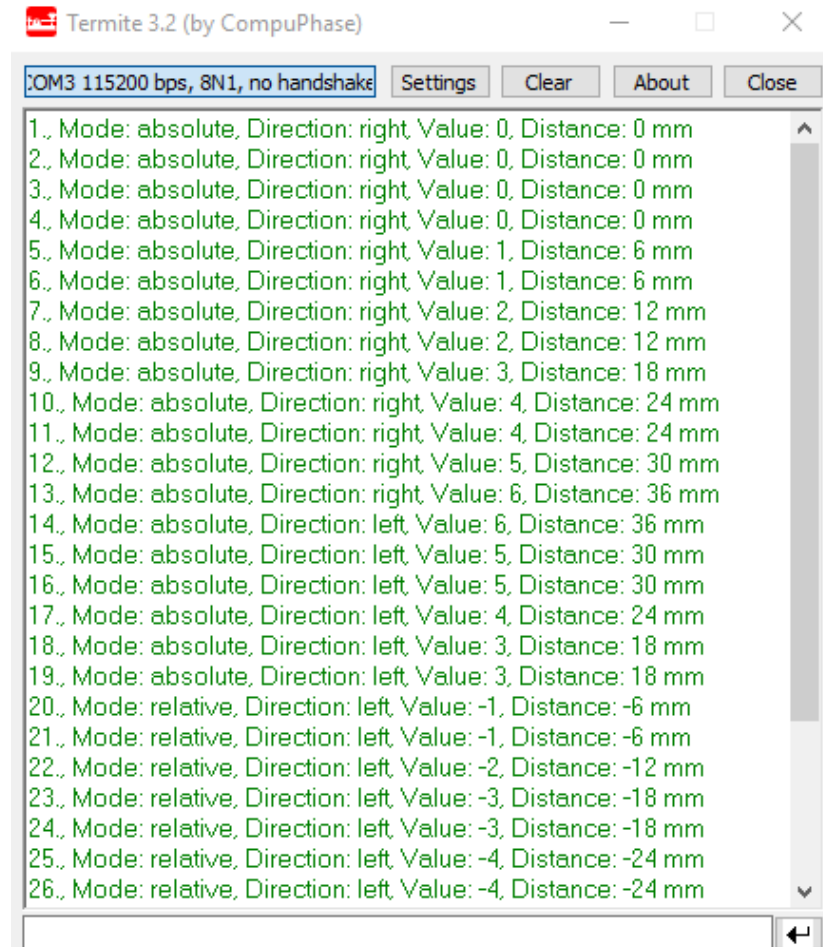 Termite 3.2 (by CompuPhase)
COM3 115200 bps, 8N1, no handshake Settings Clear About Close
1., Mode: absolute, Direction: right, Value: 0, Distance: 0 mm
2., Mode: absolute, Direction: right, Value: 0, Distance: 0 mm
3., Mode: absolute, Direction: right, Value: 0, Distance: 0 mm
4., Mode: absolute, Direction: right, Value: 0, Distance: 0 mm
5., Mode: absolute, Direction: right, Value: 1, Distance: 6 mm
6., Mode: absolute, Direction: right, Value: 1, Distance: 6 mm
7., Mode: absolute, Direction: right, Value: 2, Distance: 12 mm
8., Mode: absolute, Direction: right, Value: 2, Distance: 12 mm
9., Mode: absolute, Direction: right, Value: 3, Distance: 18 mm
10., Mode: absolute, Direction: right, Value: 4, Distance: 24 mm
11., Mode: absolute, Direction: right, Value: 4, Distance: 24 mm
12., Mode: absolute, Direction: right, Value: 5, Distance: 30 mm
13., Mode: absolute, Direction: right, Value: 6, Distance: 36 mm
14., Mode: absolute, Direction: left, Value: 6, Distance: 36 mm
15., Mode: absolute, Direction: left, Value: 5, Distance: 30 mm
16., Mode: absolute, Direction: left, Value: 5, Distance: 30 mm
17., Mode: absolute, Direction: left, Value: 4, Distance: 24 mm
18., Mode: absolute, Direction: left, Value: 3, Distance: 18 mm
19., Mode: absolute, Direction: left, Value: 3, Distance: 18 mm
20., Mode: relative, Direction: left, Value: -1, Distance: -6 mm
21., Mode: relative, Direction: left, Value: -1, Distance: -6 mm
22., Mode: relative, Direction: left, Value: -2, Distance: -12 mm
23., Mode: relative, Direction: left, Value: -3, Distance: -18 mm
24., Mode: relative, Direction: left, Value: -3, Distance: -18 mm
25., Mode: relative, Direction: left, Value: -4, Distance: -24 mm
26., Mode: relative, Direction: left, Value: -4, Distance: -24 mm